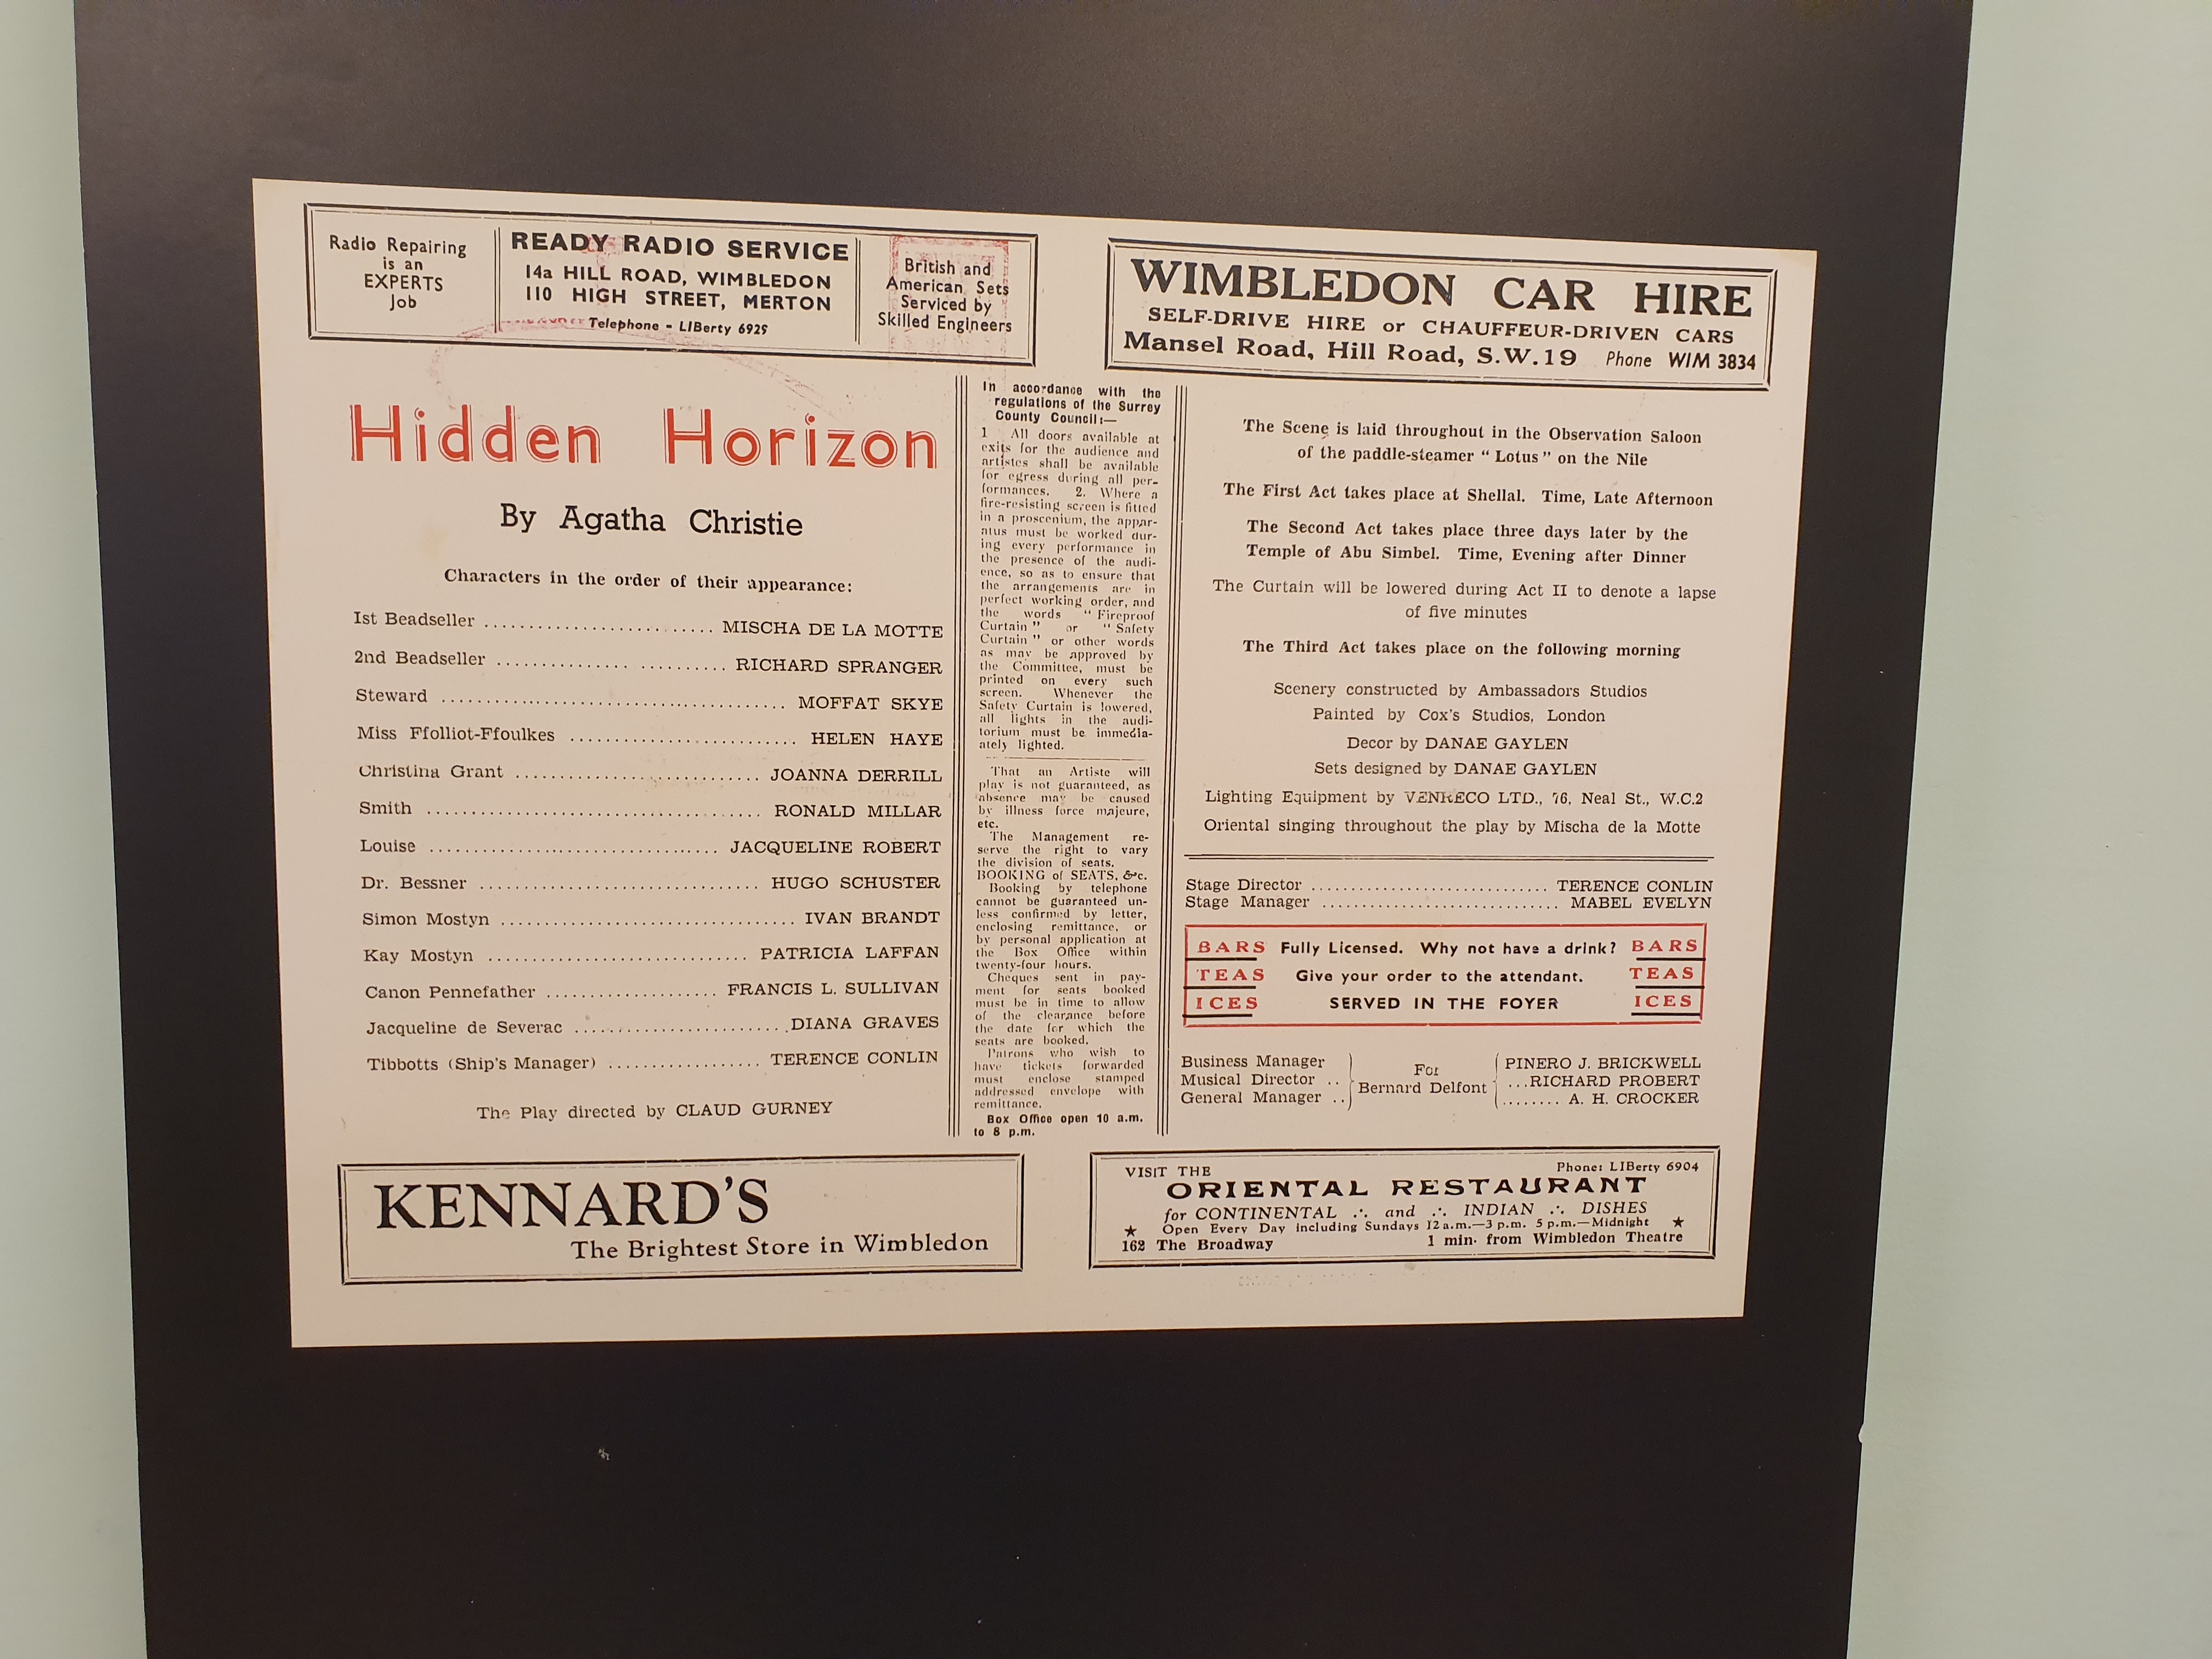 Radio Repairing
is an
EXPERTS
Job
READY RADIO SERVICE
14a HILL ROAD, WIMBLEDON
110 HIGH STREET, MERTON
Telephone - LIBerty 6925
British and
American Sets
Serviced by
Skilled Engineers
WIMBLEDON CAR HIRE
SELF-DRIVE HIRE or CHAUFFEUR-DRIVEN CARS
Mansel Road, Hill Road, S.W.19 Phone WIM 3834
Hidden Horizon
By Agatha Christie
Characters in the order of their appearance:
1st Beadseller .......................... MISCHA DE LA MOTTE
2nd Beadseller .......................... RICHARD SPRANGER
Steward .......................................... MOFFAT SKYE
Miss Ffolliot-Ffoulkes .......................... HELEN HAYE
Christina Grant ............................ JOANNA DERRILL
Smith ...................................... RONALD MILLAR
Louise .................................. JACQUELINE ROBERT
Dr. Bessner ................................ HUGO SCHUSTER
Simon Mostyn .................................. IVAN BRANDT
Kay Mostyn .............................. PATRICIA LAFFAN
Canon Pennefather .................... FRANCIS L. SULLIVAN
Jacqueline de Severac ........................ DIANA GRAVES
Tibbotts (Ship's Manager) .................. TERENCE CONLIN
The Play directed by CLAUD GURNEY
In accordance with the
regulations of the Surrey
County Council:—
1 All doors available at
exits for the audience and
artistes shall be available
for egress during all per-
formances. 2. Where a
fire-resisting screen is fitted
in a proscenium, the appar-
atus must be worked dur-
ing every performance in
the presence of the audi-
ence, so as to ensure that
the arrangements are in
perfect working order, and
the words "Fireproof
Curtain" or "Safety
Curtain" or other words
as may be approved by
the Committee, must be
printed on every such
screen. Whenever the
Safety Curtain is lowered,
all lights in the audi-
torium must be immedia-
ately lighted.
That an Artiste will
play is not guaranteed, as
absence may be caused
by illness force majeure,
etc.
The Management re-
serve the right to vary
the division of seats.
BOOKING of SEATS, &c.
Booking by telephone
cannot be guaranteed un-
less confirmed by letter,
enclosing remittance, or
by personal application at
the Box Office within
twenty-four hours.
Cheques sent in pay-
ment for seats booked
must be in time to allow
of the clearance before
the date for which the
seats are booked.
Patrons who wish to
have tickets forwarded
must enclose stamped
addressed envelope with
remittance.
Box Office open 10 a.m.
to 8 p.m.
The Scene is laid throughout in the Observation Saloon
of the paddle-steamer "Lotus" on the Nile
The First Act takes place at Shellal. Time, Late Afternoon
The Second Act takes place three days later by the
Temple of Abu Simbel. Time, Evening after Dinner
The Curtain will be lowered during Act II to denote a lapse
of five minutes
The Third Act takes place on the following morning
Scenery constructed by Ambassadors Studios
Painted by Cox's Studios, London
Decor by DANAE GAYLEN
Sets designed by DANAE GAYLEN
Lighting Equipment by VENRECO LTD., 76, Neal St., W.C.2
Oriental singing throughout the play by Mischa de la Motte
Stage Director ............................ TERENCE CONLIN
Stage Manager ............................ MABEL EVELYN
BARS Fully Licensed. Why not have a drink? BARS
TEAS Give your order to the attendant. TEAS
ICES SERVED IN THE FOYER ICES
Business Manager PINERO J. BRICKWELL
Musical Director .. For ...RICHARD PROBERT
General Manager .. Bernard Delfont ........ A. H. CROCKER
KENNARD'S
The Brightest Store in Wimbledon
VISIT THE Phone: LIBerty 6904
ORIENTAL RESTAURANT
for CONTINENTAL ∴ and ∴ INDIAN ∴ DISHES
★ Open Every Day including Sundays 12 a.m.—3 p.m. 5 p.m.—Midnight ★
162 The Broadway 1 min. from Wimbledon Theatre